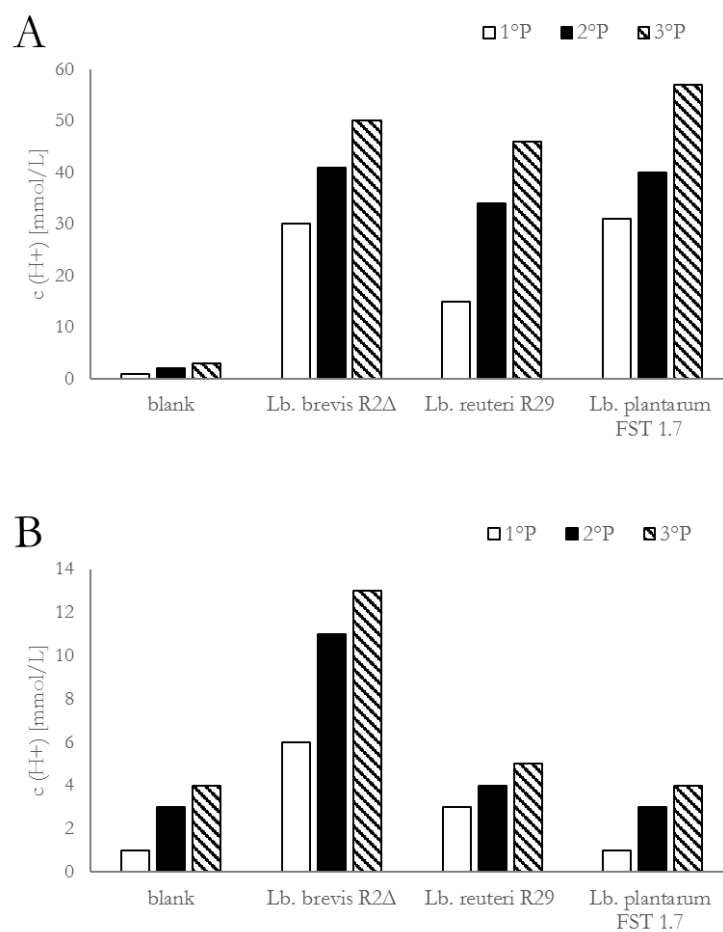 A
1°P 2°P 3°P
60
50
40
30
20
10
0
c (H+) [mmol/L]
blank Lb. brevis R2Δ Lb. reuteri R29 Lb. plantarum
FST 1.7
B
1°P 2°P 3°P
14
12
10
8
6
4
2
0
c (H+) [mmol/L]
blank Lb. brevis R2Δ Lb. reuteri R29 Lb. plantarum
FST 1.7